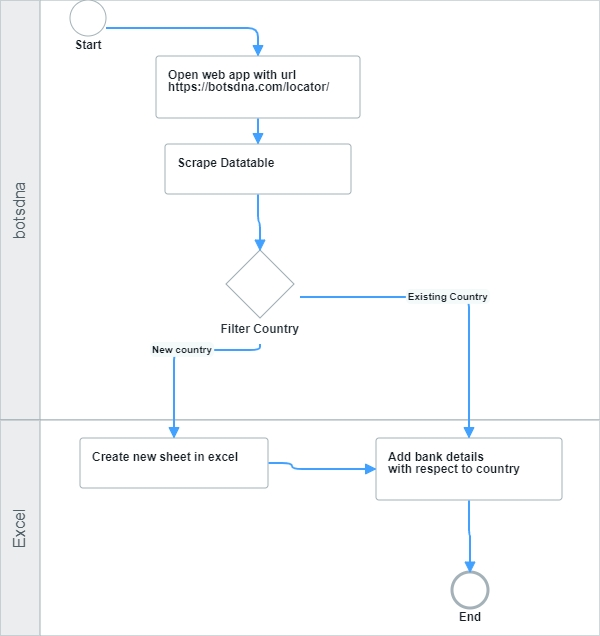 Start
botsdna
Open web app with url
https://botsdna.com/locator/
Scrape Datatable
Filter Country
Existing Country
New country
Excel
Create new sheet in excel
Add bank details
with respect to country
End